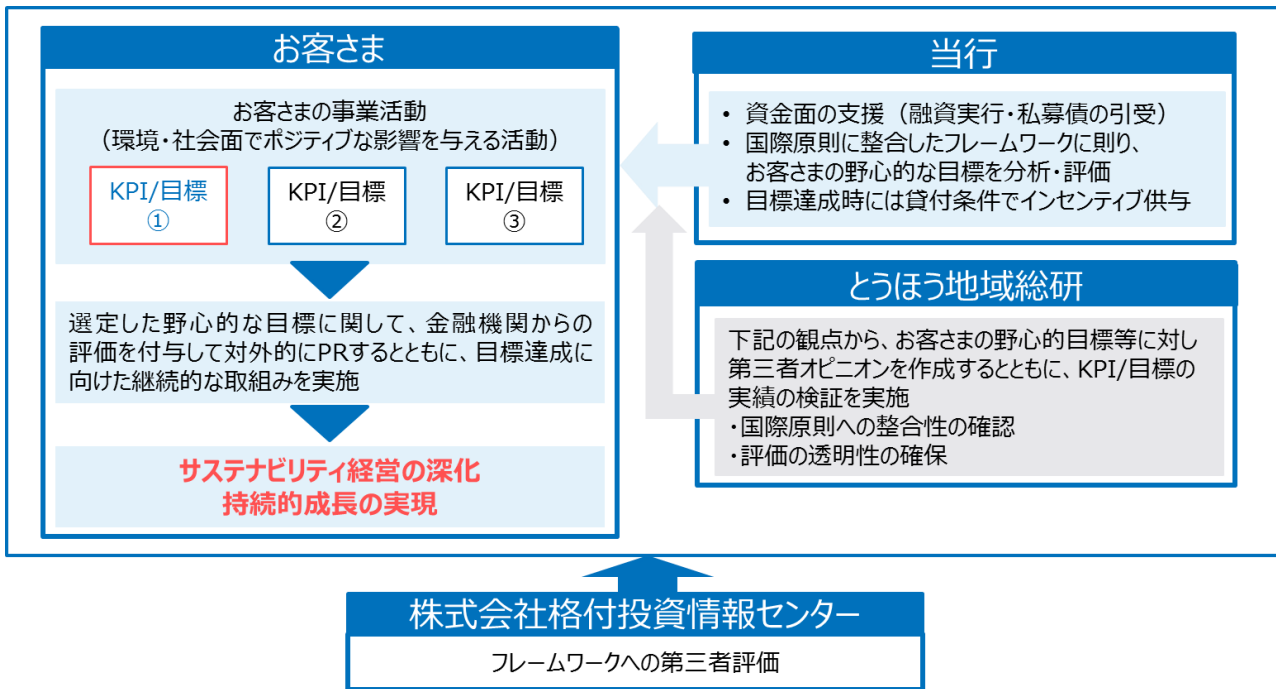 お客さま
お客さまの事業活動
（環境・社会面でポジティブな影響を与える活動）
KPI/目標
①
KPI/目標
②
KPI/目標
③
選定した野心的な目標に関して、金融機関からの
評価を付与して対外的にPRするとともに、目標達成に
向けた継続的な取組みを実施
サステナビリティ経営の深化
持続的成長の実現
当行
• 資金面の支援（融資実行・私募債の引受）
• 国際原則に整合したフレームワークに則り、
お客さまの野心的な目標を分析・評価
• 目標達成時には貸付条件でインセンティブ供与
とうほう地域総研
下記の観点から、お客さまの野心的目標等に対し
第三者オピニオンを作成するとともに、KPI/目標の
実績の検証を実施
・国際原則への整合性の確認
・評価の透明性の確保
株式会社格付投資情報センター
フレームワークへの第三者評価